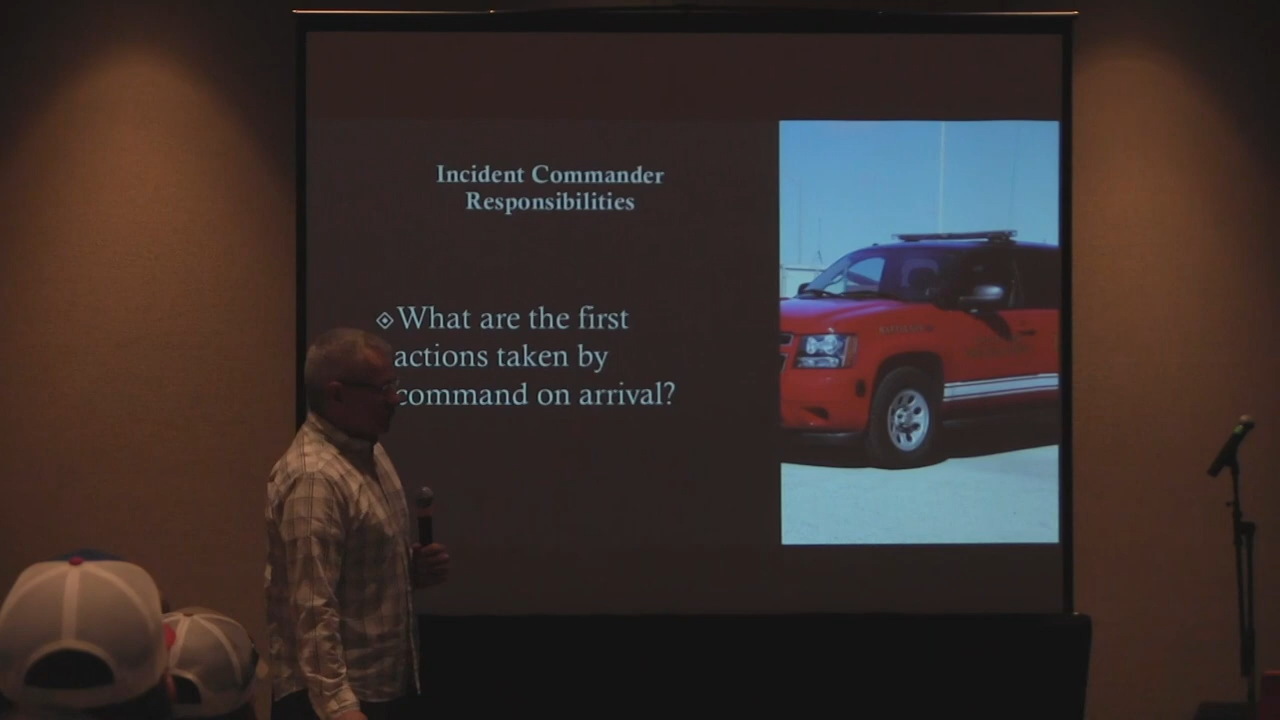 Incident Commander
Responsibilities
What are the first
actions taken by
command on arrival?